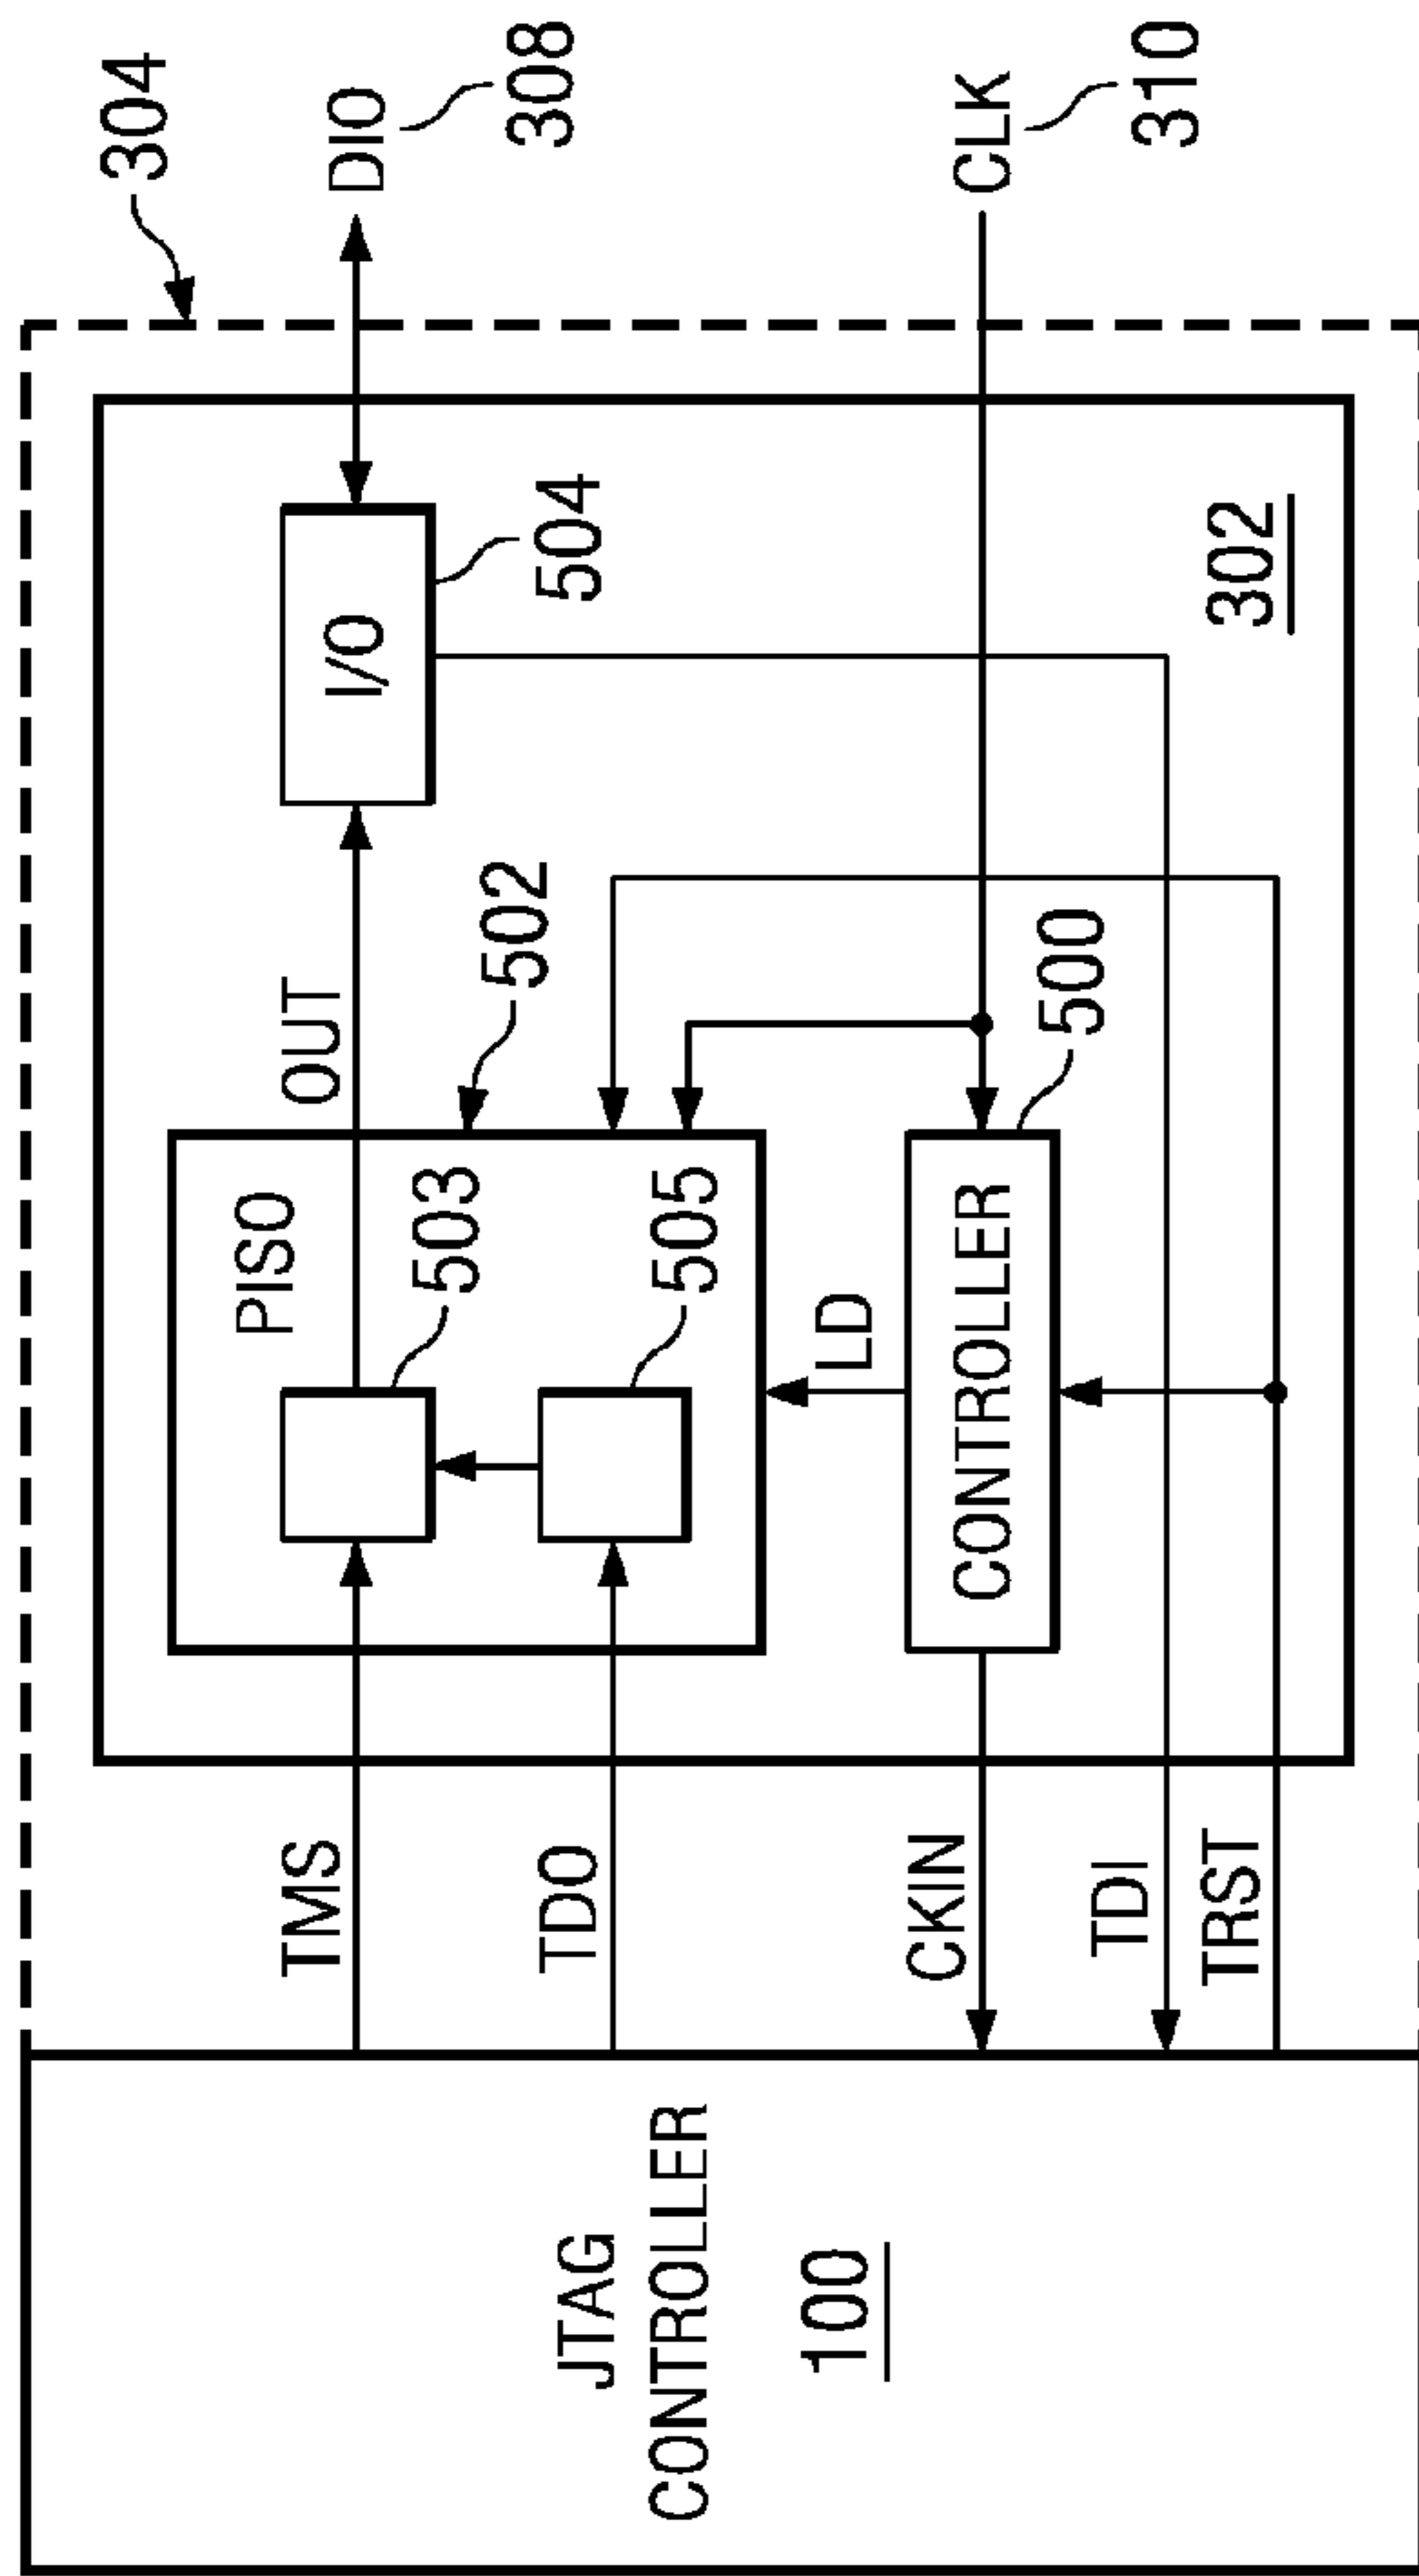 304
JTAG
CONTROLLER
100
TMS
TDO
CKIN
TDI
TRST
PISO
503
505
502
OUT
LD
CONTROLLER
500
I/O
504
302
DIO
308
CLK
310